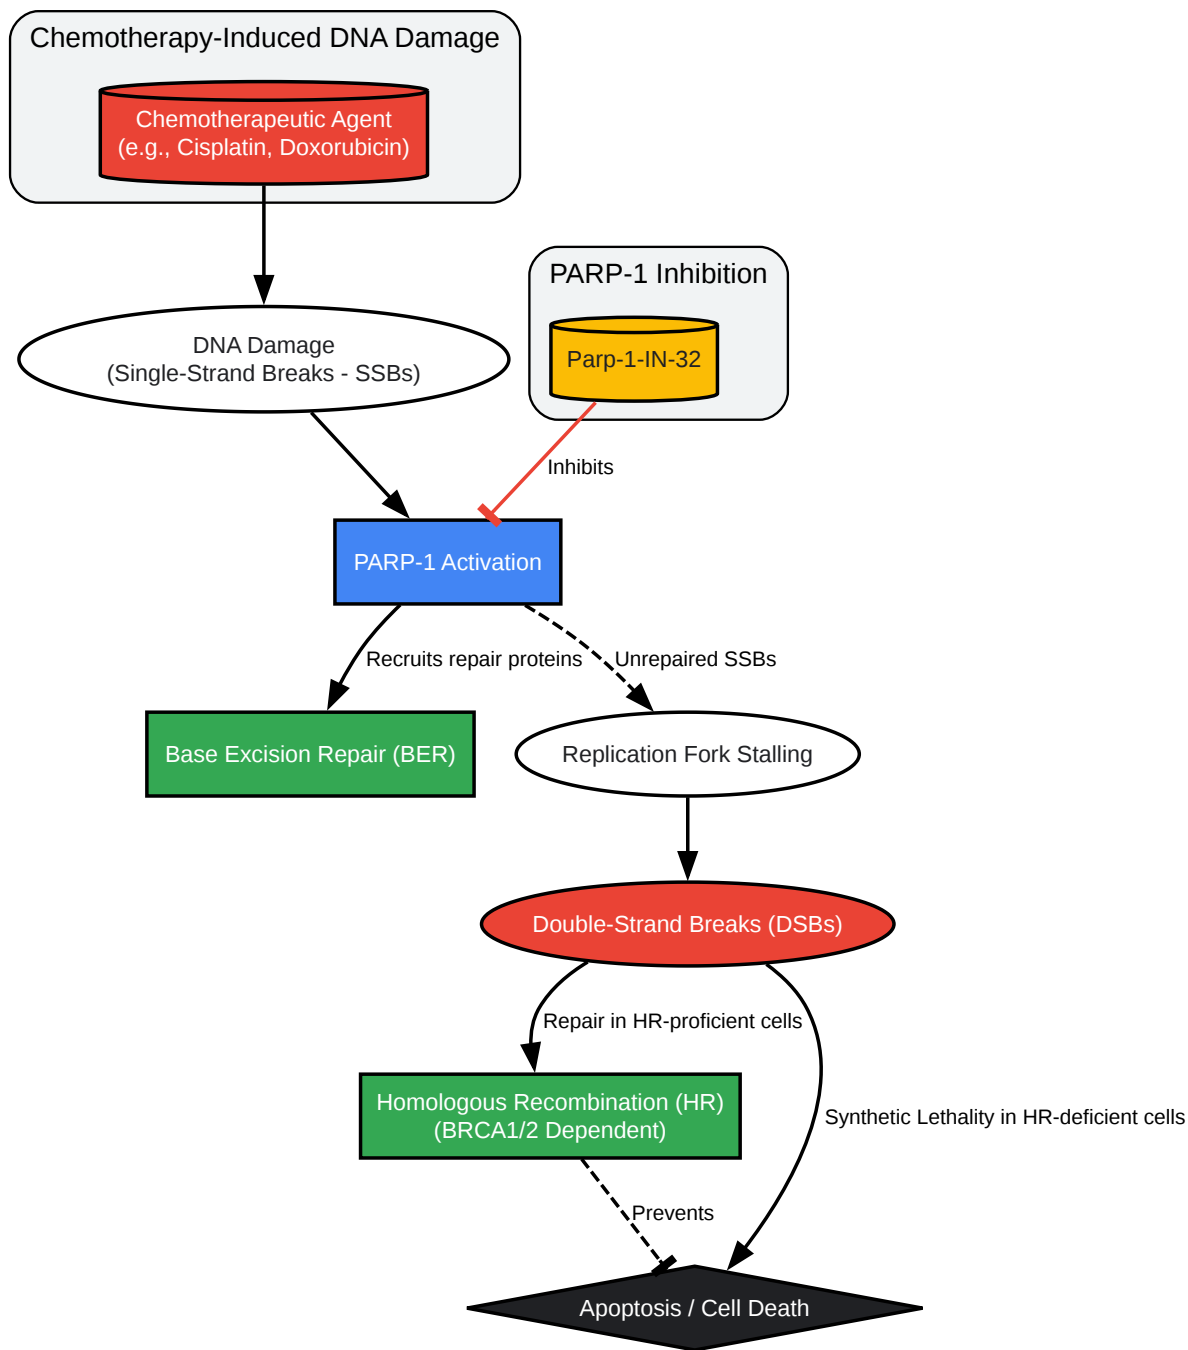 Chemotherapy-Induced DNA Damage
Chemotherapeutic Agent
(e.g., Cisplatin, Doxorubicin)
PARP-1 Inhibition
Parp-1-IN-32
DNA Damage
(Single-Strand Breaks - SSBs)
Inhibits
PARP-1 Activation
Recruits repair proteins
Unrepaired SSBs
Base Excision Repair (BER)
Replication Fork Stalling
Double-Strand Breaks (DSBs)
Repair in HR-proficient cells
Homologous Recombination (HR)
(BRCA1/2 Dependent)
Synthetic Lethality in HR-deficient cells
Prevents
Apoptosis / Cell Death